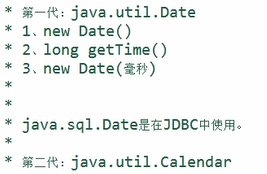 * 第一代：java.util.Date
* 1、new Date()
* 2、long getTime()
* 3、new Date(毫秒)
*
*
* java.sql.Date是在JDBC中使用。
*
* 第二代：java.util.Calendar